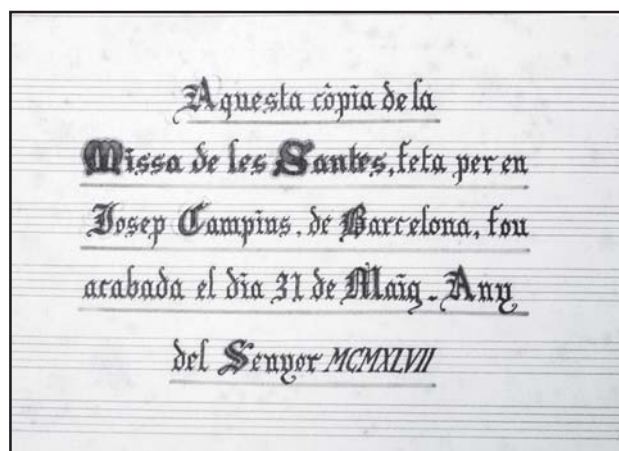 Aquesta còpia de la
Missa de les Santes, feta per en
Josep Campins, de Barcelona, fou
acabada el dia 31 de Maig - Any
del Senyor MCMXLVII